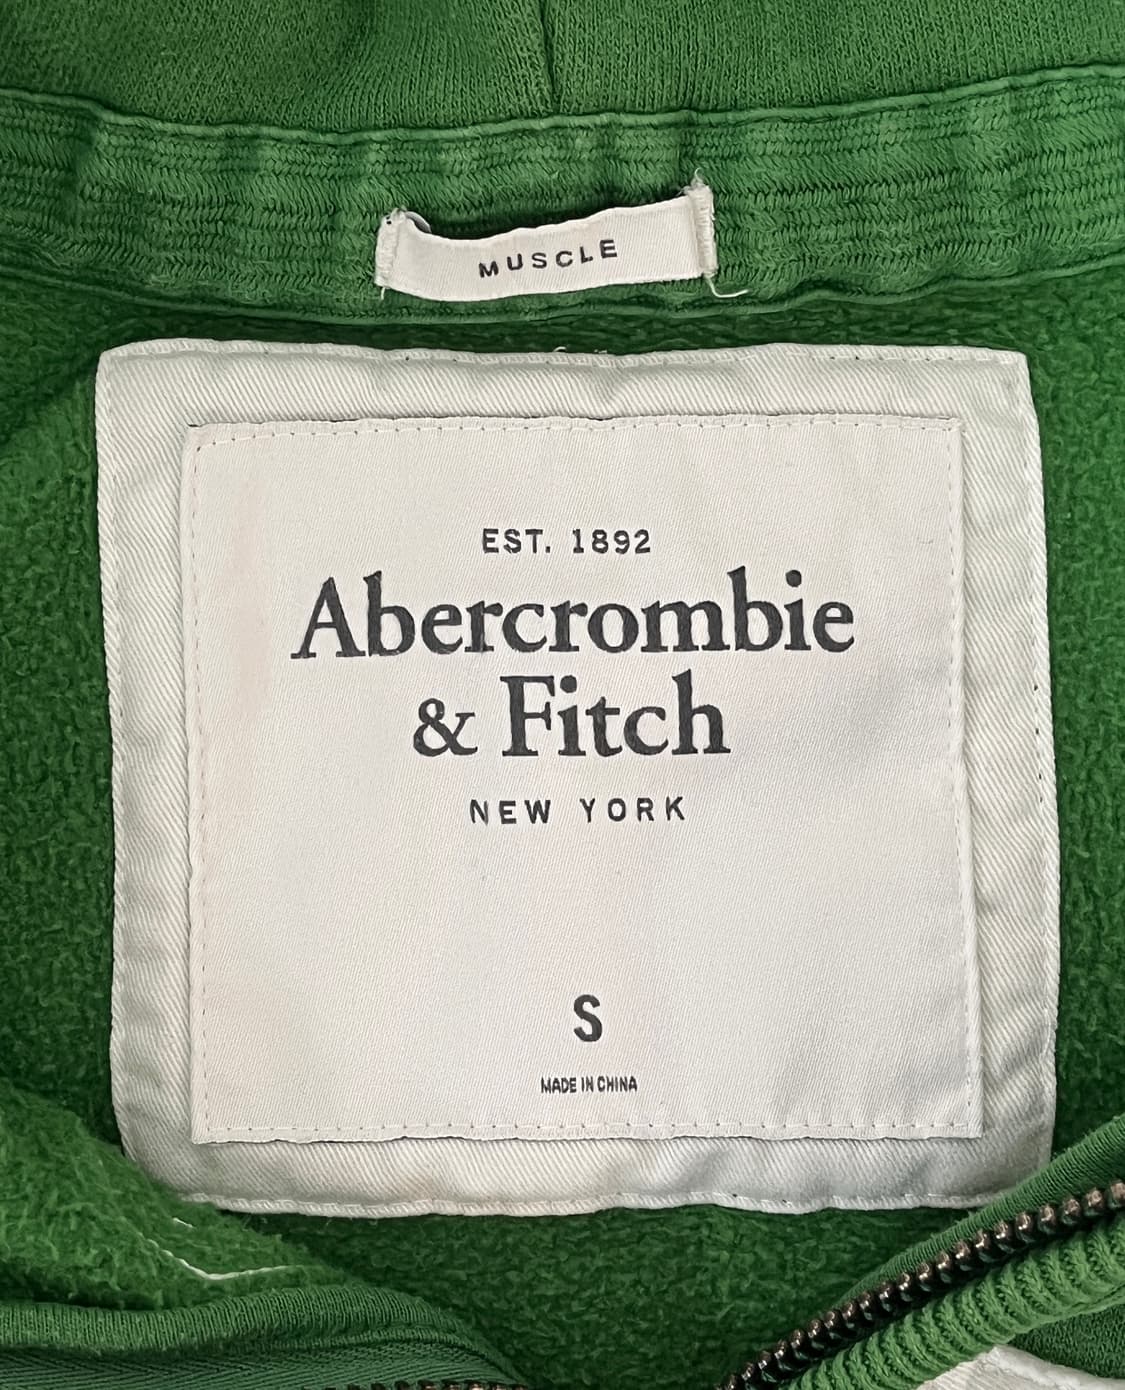 MUSCLE
EST. 1892
Abercrombie
& Fitch
NEW YORK
S
MADE IN CHINA